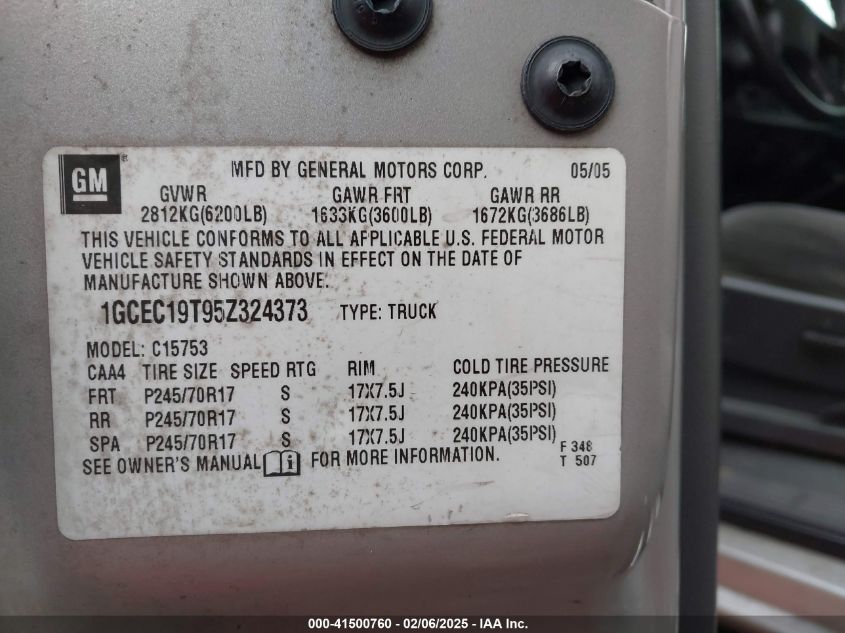 GM
MFD BY GENERAL MOTORS CORP. 05/05
GVWR GAWR FRT GAWR RR
2812KG(6200LB) 1633KG(3600LB) 1672KG(3686LB)
THIS VEHICLE CONFORMS TO ALL APPLICABLE U.S. FEDERAL MOTOR
VEHICLE SAFETY STANDARDS IN EFFECT ON THE DATE OF
MANUFACTURE SHOWN ABOVE.
1GCEC19T95Z324373 TYPE: TRUCK
MODEL: C15753
CAA4 TIRE SIZE SPEED RTG RIM COLD TIRE PRESSURE
FRT P245/70R17 S 17X7.5J 240KPA(35PSI)
RR P245/70R17 S 17X7.5J 240KPA(35PSI)
SPA P245/70R17 S 17X7.5J 240KPA(35PSI)
SEE OWNER'S MANUAL i FOR MORE INFORMATION.
F 348
T 507
000-41500760 - 02/06/2025 - IAA Inc.